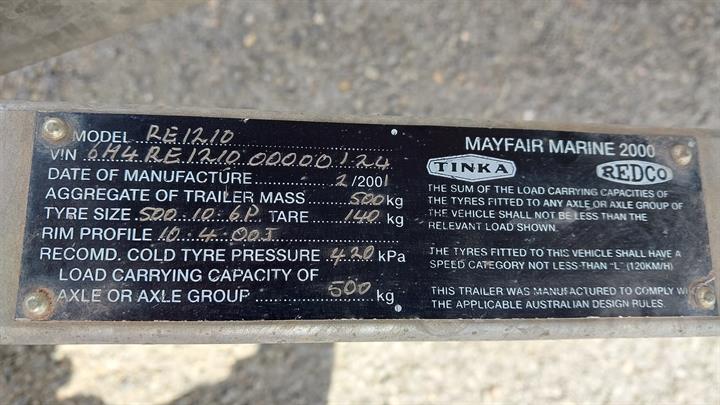 MODEL RE1210
VIN 6H4RE121000000124
DATE OF MANUFACTURE 2/2001
AGGREGATE OF TRAILER MASS 500 kg
TYRE SIZE 500.10.6P. TARE 140 kg
RIM PROFILE 10.4.00J
RECOMD. COLD TYRE PRESSURE 420 kPa
LOAD CARRYING CAPACITY OF
AXLE OR AXLE GROUP 500 kg
MAYFAIR MARINE 2000
TINKA REDCO
THE SUM OF THE LOAD CARRYING CAPACITIES OF
THE TYRES FITTED TO ANY AXLE OR AXLE GROUP OF
THE VEHICLE SHALL NOT BE LESS THAN THE
RELEVANT LOAD SHOWN.
THE TYRES FITTED TO THIS VEHICLE SHALL HAVE A
SPEED CATEGORY NOT LESS THAN "L" (120KM/H)
THIS TRAILER WAS MANUFACTURED TO COMPLY WI
THE APPLICABLE AUSTRALIAN DESIGN RULES